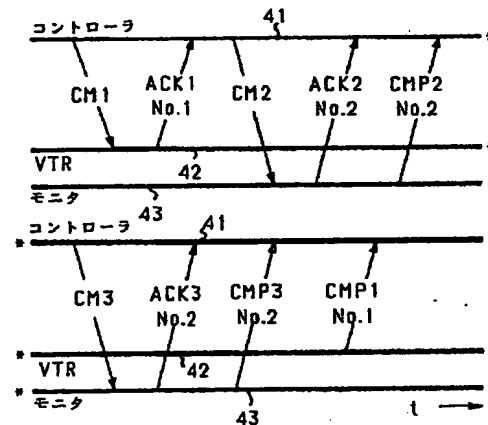 コントローラ 41
CM1
ACK1
No.1
CM2
ACK2
No.2
CMP2
No.2
VTR 42
モニタ 43
* コントローラ 41
CM3
ACK3
No.2
CMP3
No.2
CMP1
No.1
* VTR 42
* モニタ 43
t